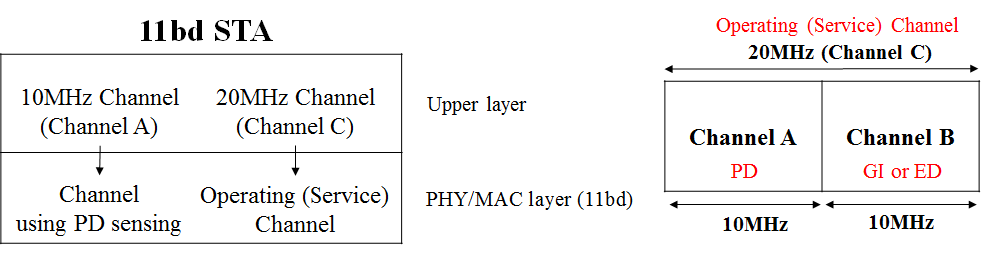 11bd STA
10MHz Channel
(Channel A)
20MHz Channel
(Channel C)
Upper layer
Channel
using PD sensing
Operating (Service)
Channel
PHY/MAC layer (11bd)
Operating (Service) Channel
20MHz (Channel C)
Channel A
PD
Channel B
GI or ED
10MHz
10MHz